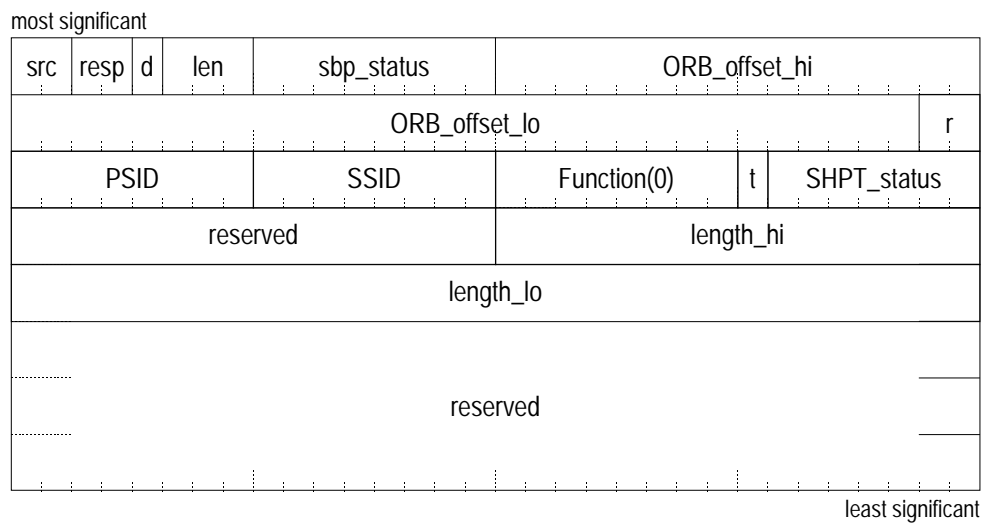 most significant
src resp d len sbp_status ORB_offset_hi
ORB_offset_lo r
PSID SSID Function(0) t SHPT_status
reserved length_hi
length_lo
reserved
least significant